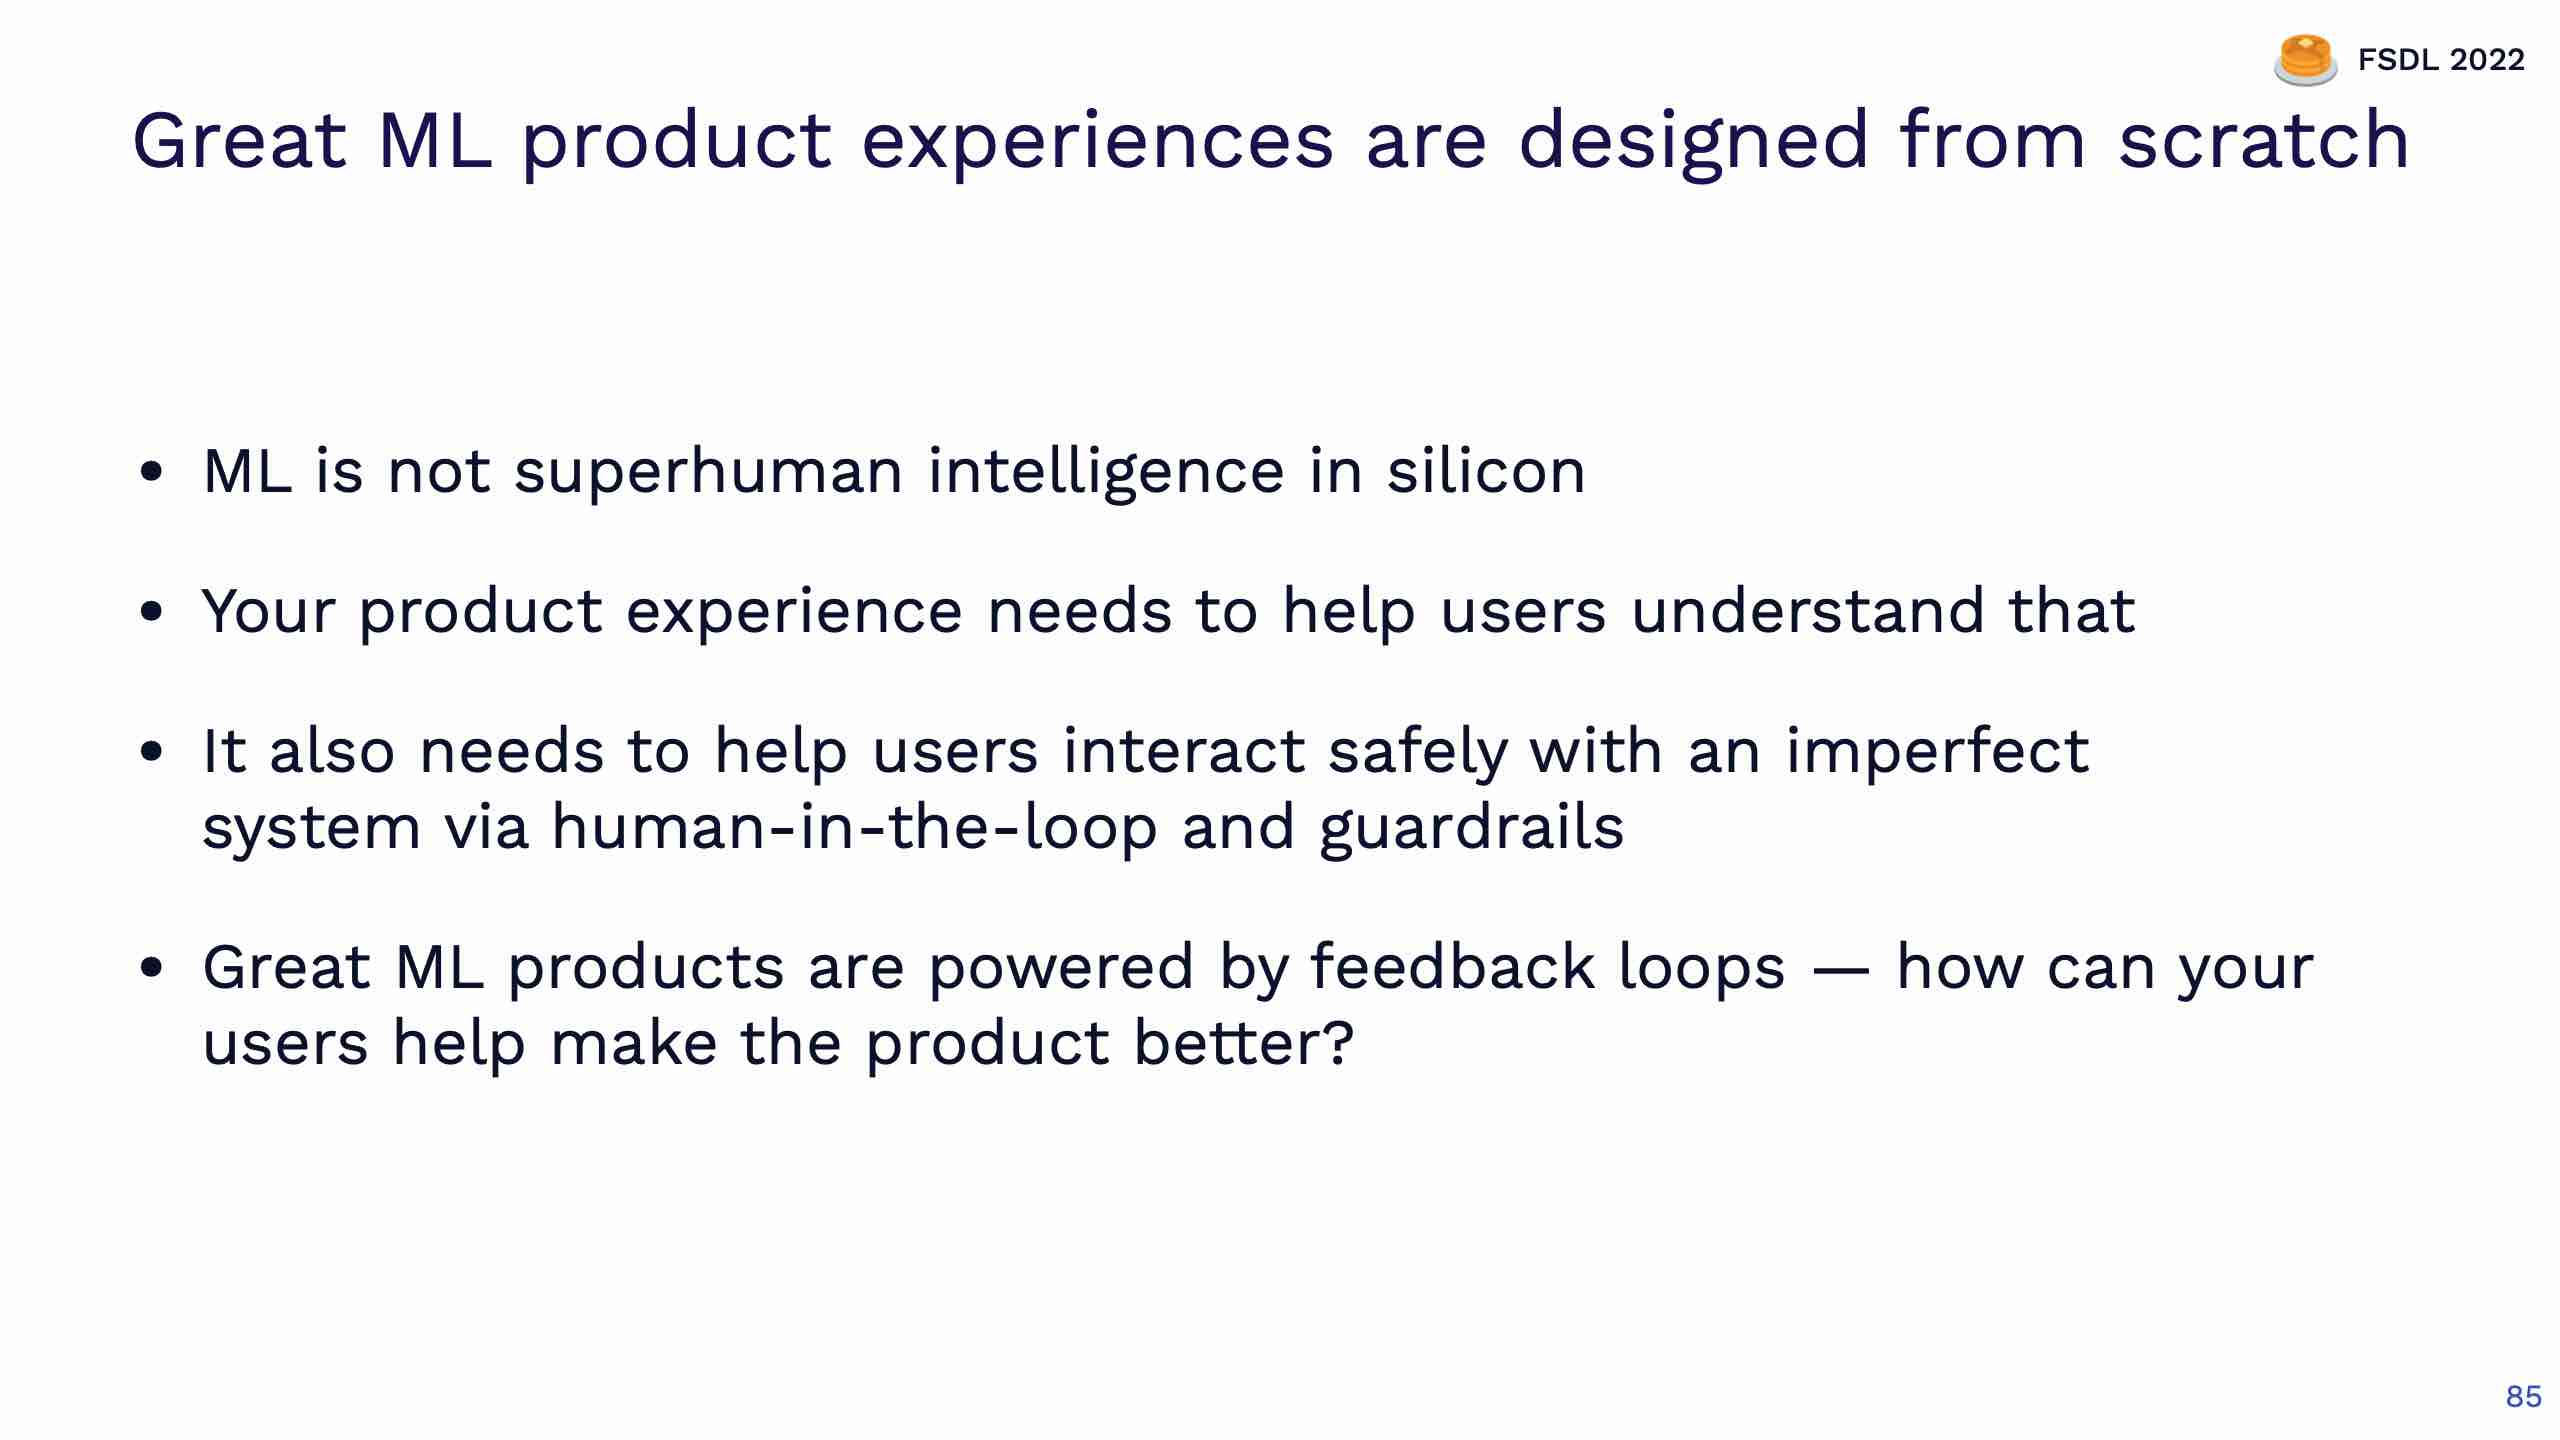 FSDL 2022
Great ML product experiences are designed from scratch
• ML is not superhuman intelligence in silicon
• Your product experience needs to help users understand that
• It also needs to help users interact safely with an imperfect
system via human-in-the-loop and guardrails
• Great ML products are powered by feedback loops — how can your
users help make the product better?
85